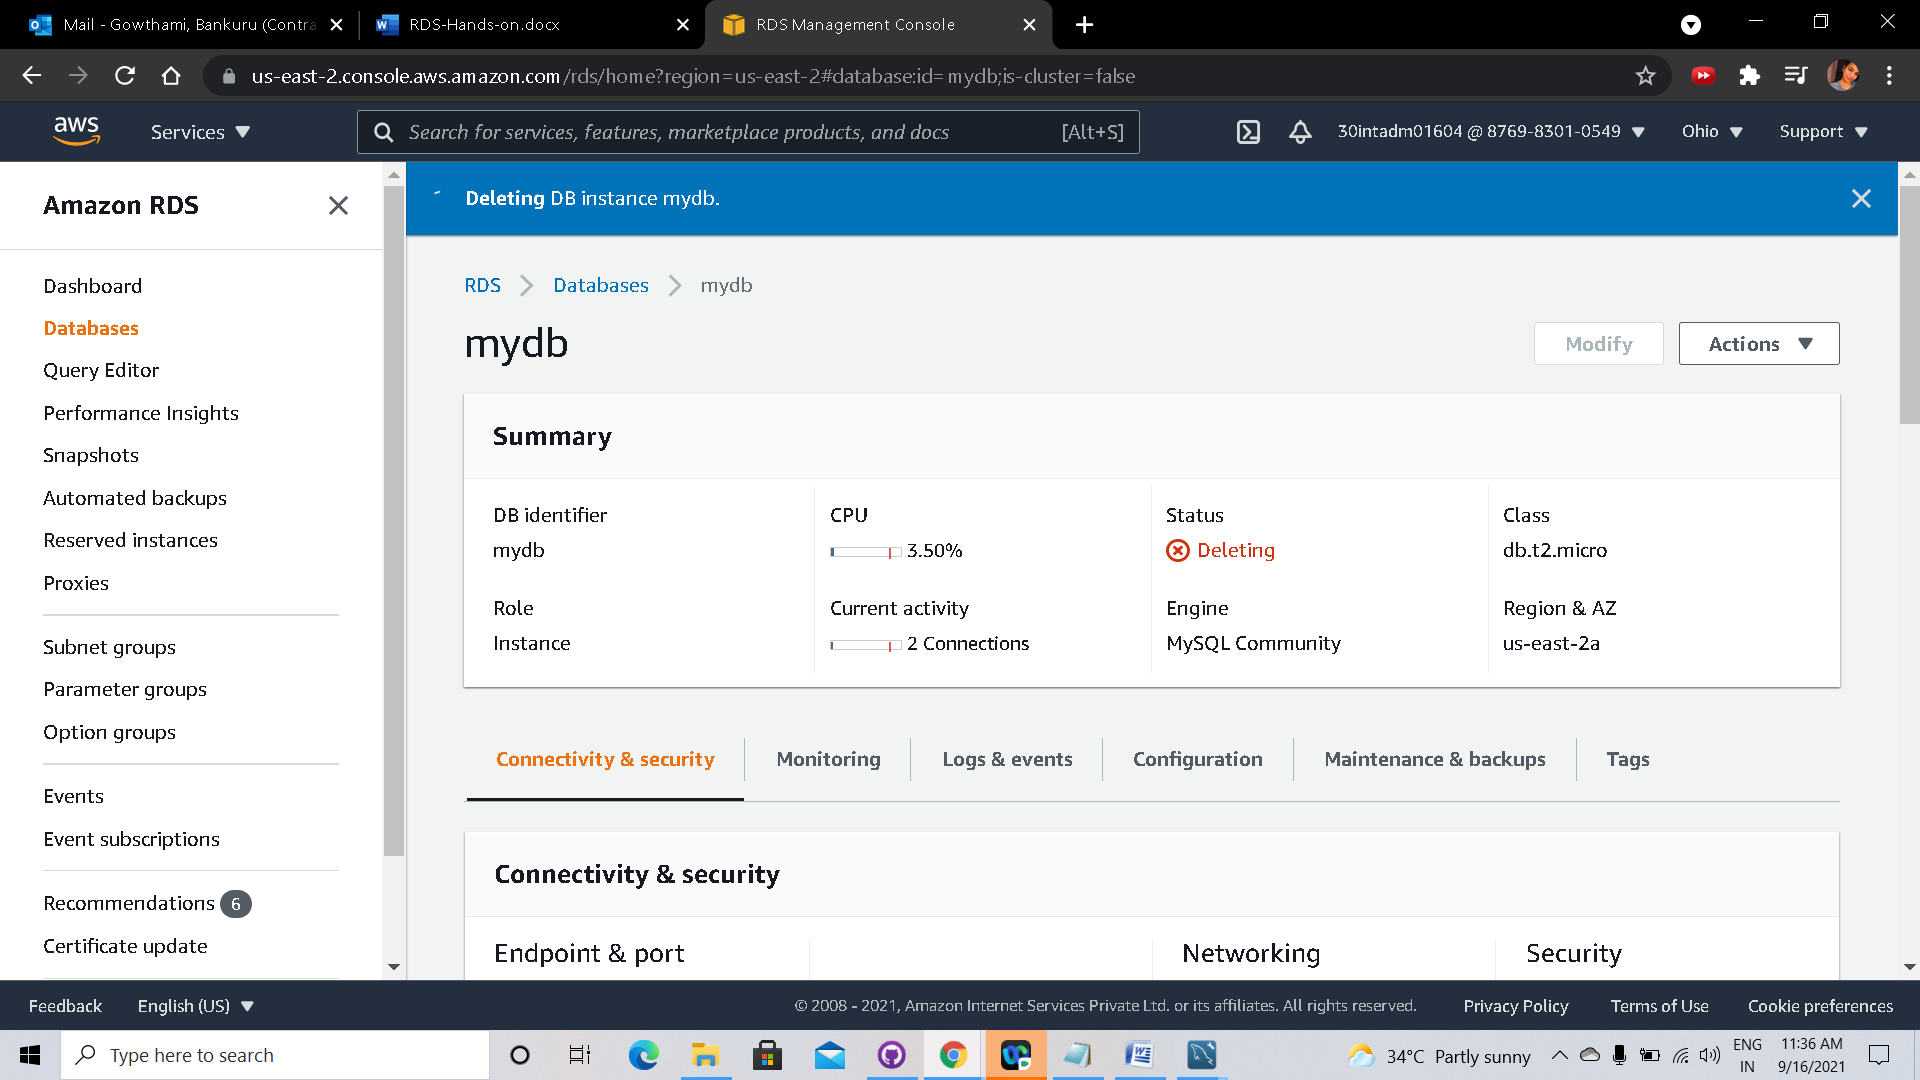 Mail - Gowthami, Bankuru (Contra
RDS-Hands-on.docx
RDS Management Console
us-east-2.console.aws.amazon.com/rds/home?region=us-east-2#database:id=mydb;is-cluster=false
aws
Services
Search for services, features, marketplace products, and docs
[Alt+S]
30intadm01604 @ 8769-8301-0549
Ohio
Support
Amazon RDS
Dashboard
Databases
Query Editor
Performance Insights
Snapshots
Automated backups
Reserved instances
Proxies
Subnet groups
Parameter groups
Option groups
Events
Event subscriptions
Recommendations 6
Certificate update
Deleting DB instance mydb.
RDS
Databases
mydb
mydb
Modify
Actions
Summary
DB identifier
mydb
CPU
3.50%
Status
Deleting
Class
db.t2.micro
Role
Instance
Current activity
2 Connections
Engine
MySQL Community
Region & AZ
us-east-2a
Connectivity & security
Monitoring
Logs & events
Configuration
Maintenance & backups
Tags
Connectivity & security
Endpoint & port
Networking
Security
Feedback
English (US)
© 2008 - 2021, Amazon Internet Services Private Ltd. or its affiliates. All rights reserved.
Privacy Policy
Terms of Use
Cookie preferences
Type here to search
34°C Partly sunny
ENG
IN
11:36 AM
9/16/2021